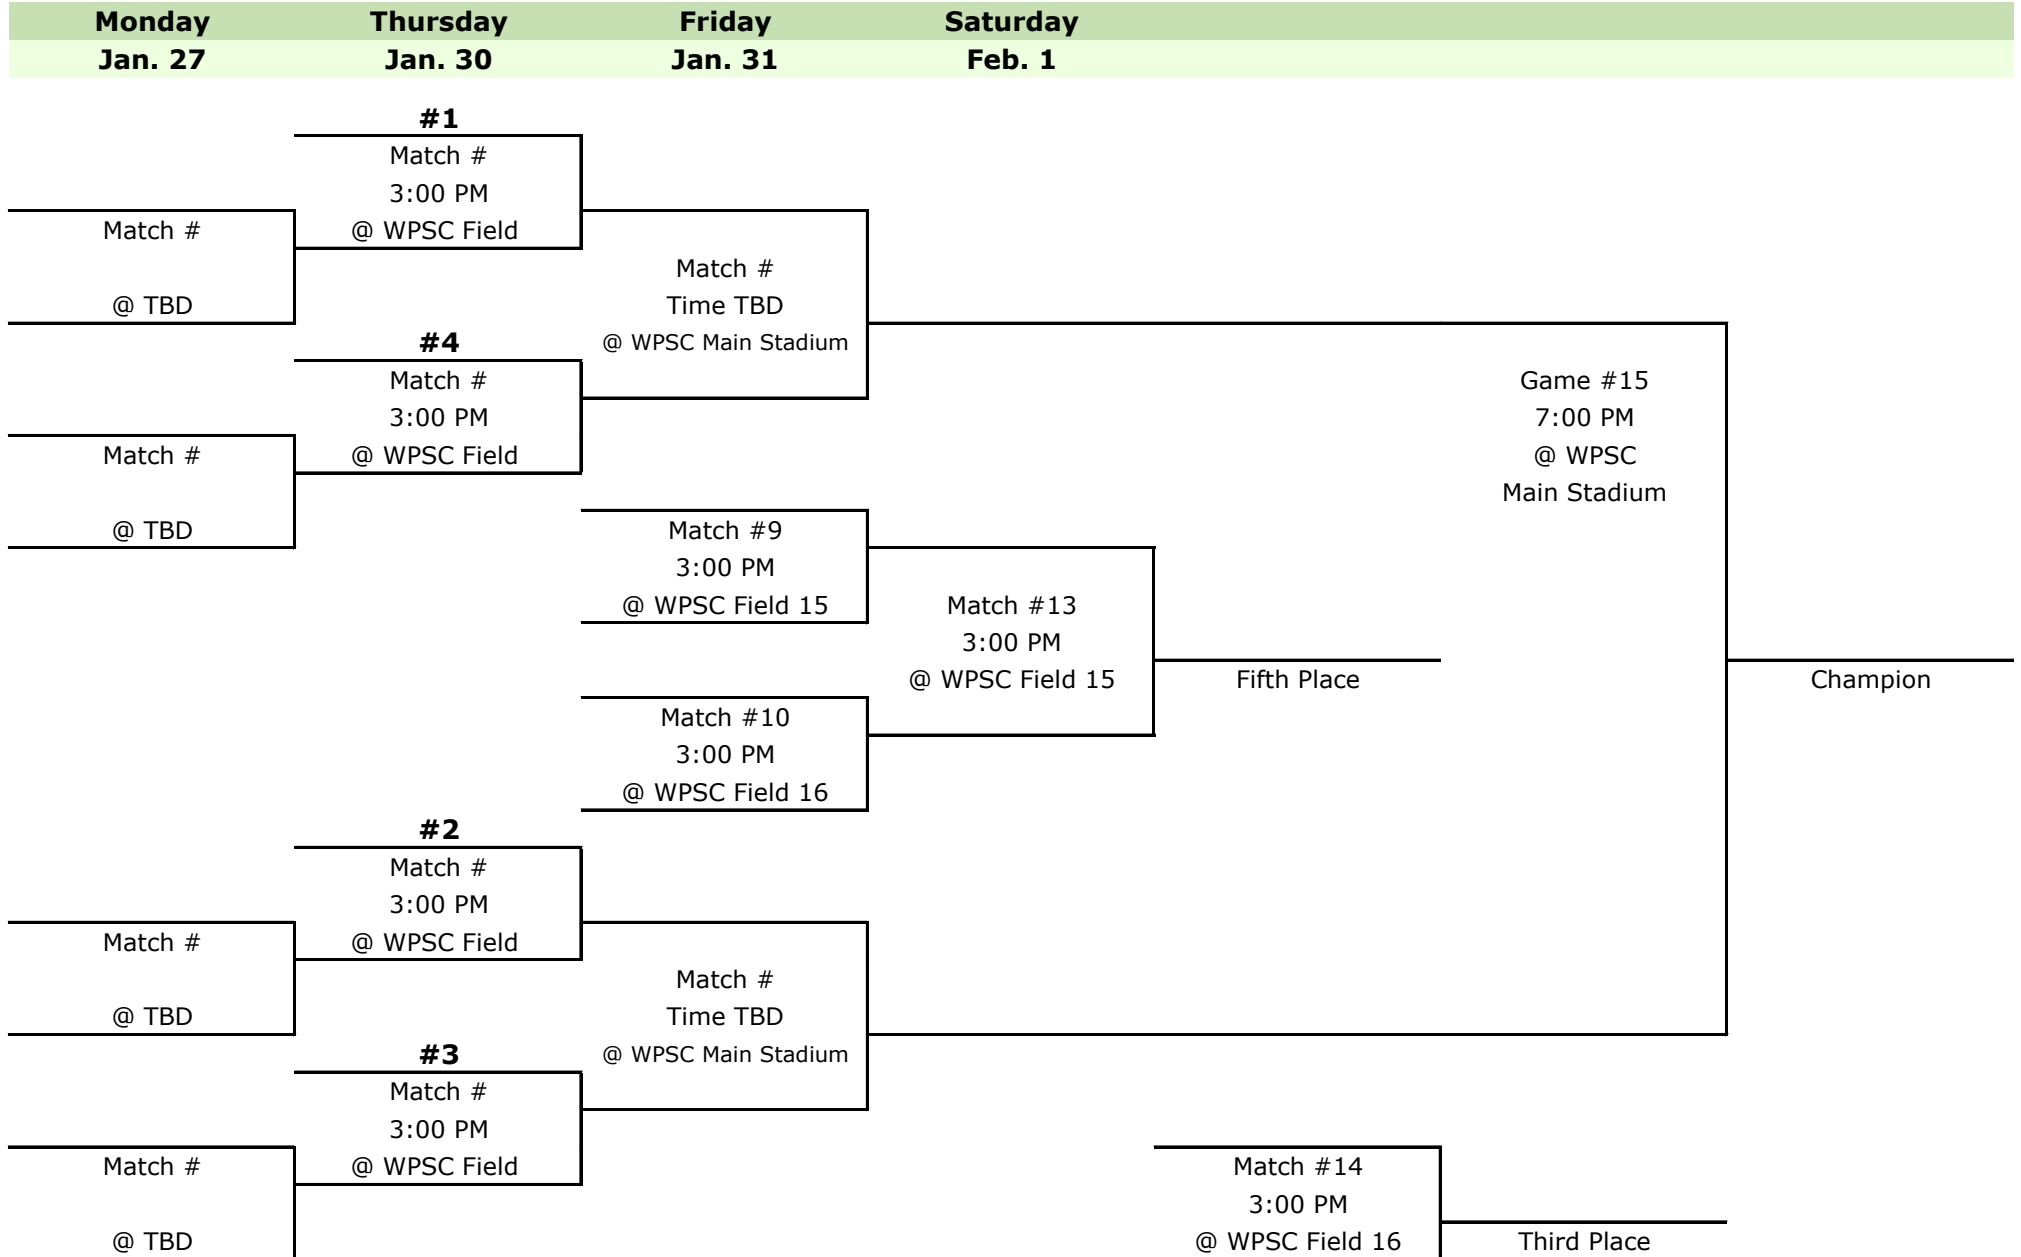 Monday Thursday Friday Saturday
Jan. 27 Jan. 30 Jan. 31 Feb. 1
#1
Match #
3:00 PM
@ WPSC Field
Match #
@ TBD
Match #
Time TBD
@ WPSC Main Stadium
#4
Match #
3:00 PM
@ WPSC Field
Match #
@ TBD
Game #15
7:00 PM
@ WPSC
Main Stadium
Match #9
3:00 PM
@ WPSC Field 15
Match #13
3:00 PM
@ WPSC Field 15
Fifth Place
Champion
Match #10
3:00 PM
@ WPSC Field 16
#2
Match #
3:00 PM
@ WPSC Field
Match #
@ TBD
Match #
Time TBD
@ WPSC Main Stadium
#3
Match #
3:00 PM
@ WPSC Field
Match #
@ TBD
Match #14
3:00 PM
@ WPSC Field 16
Third Place